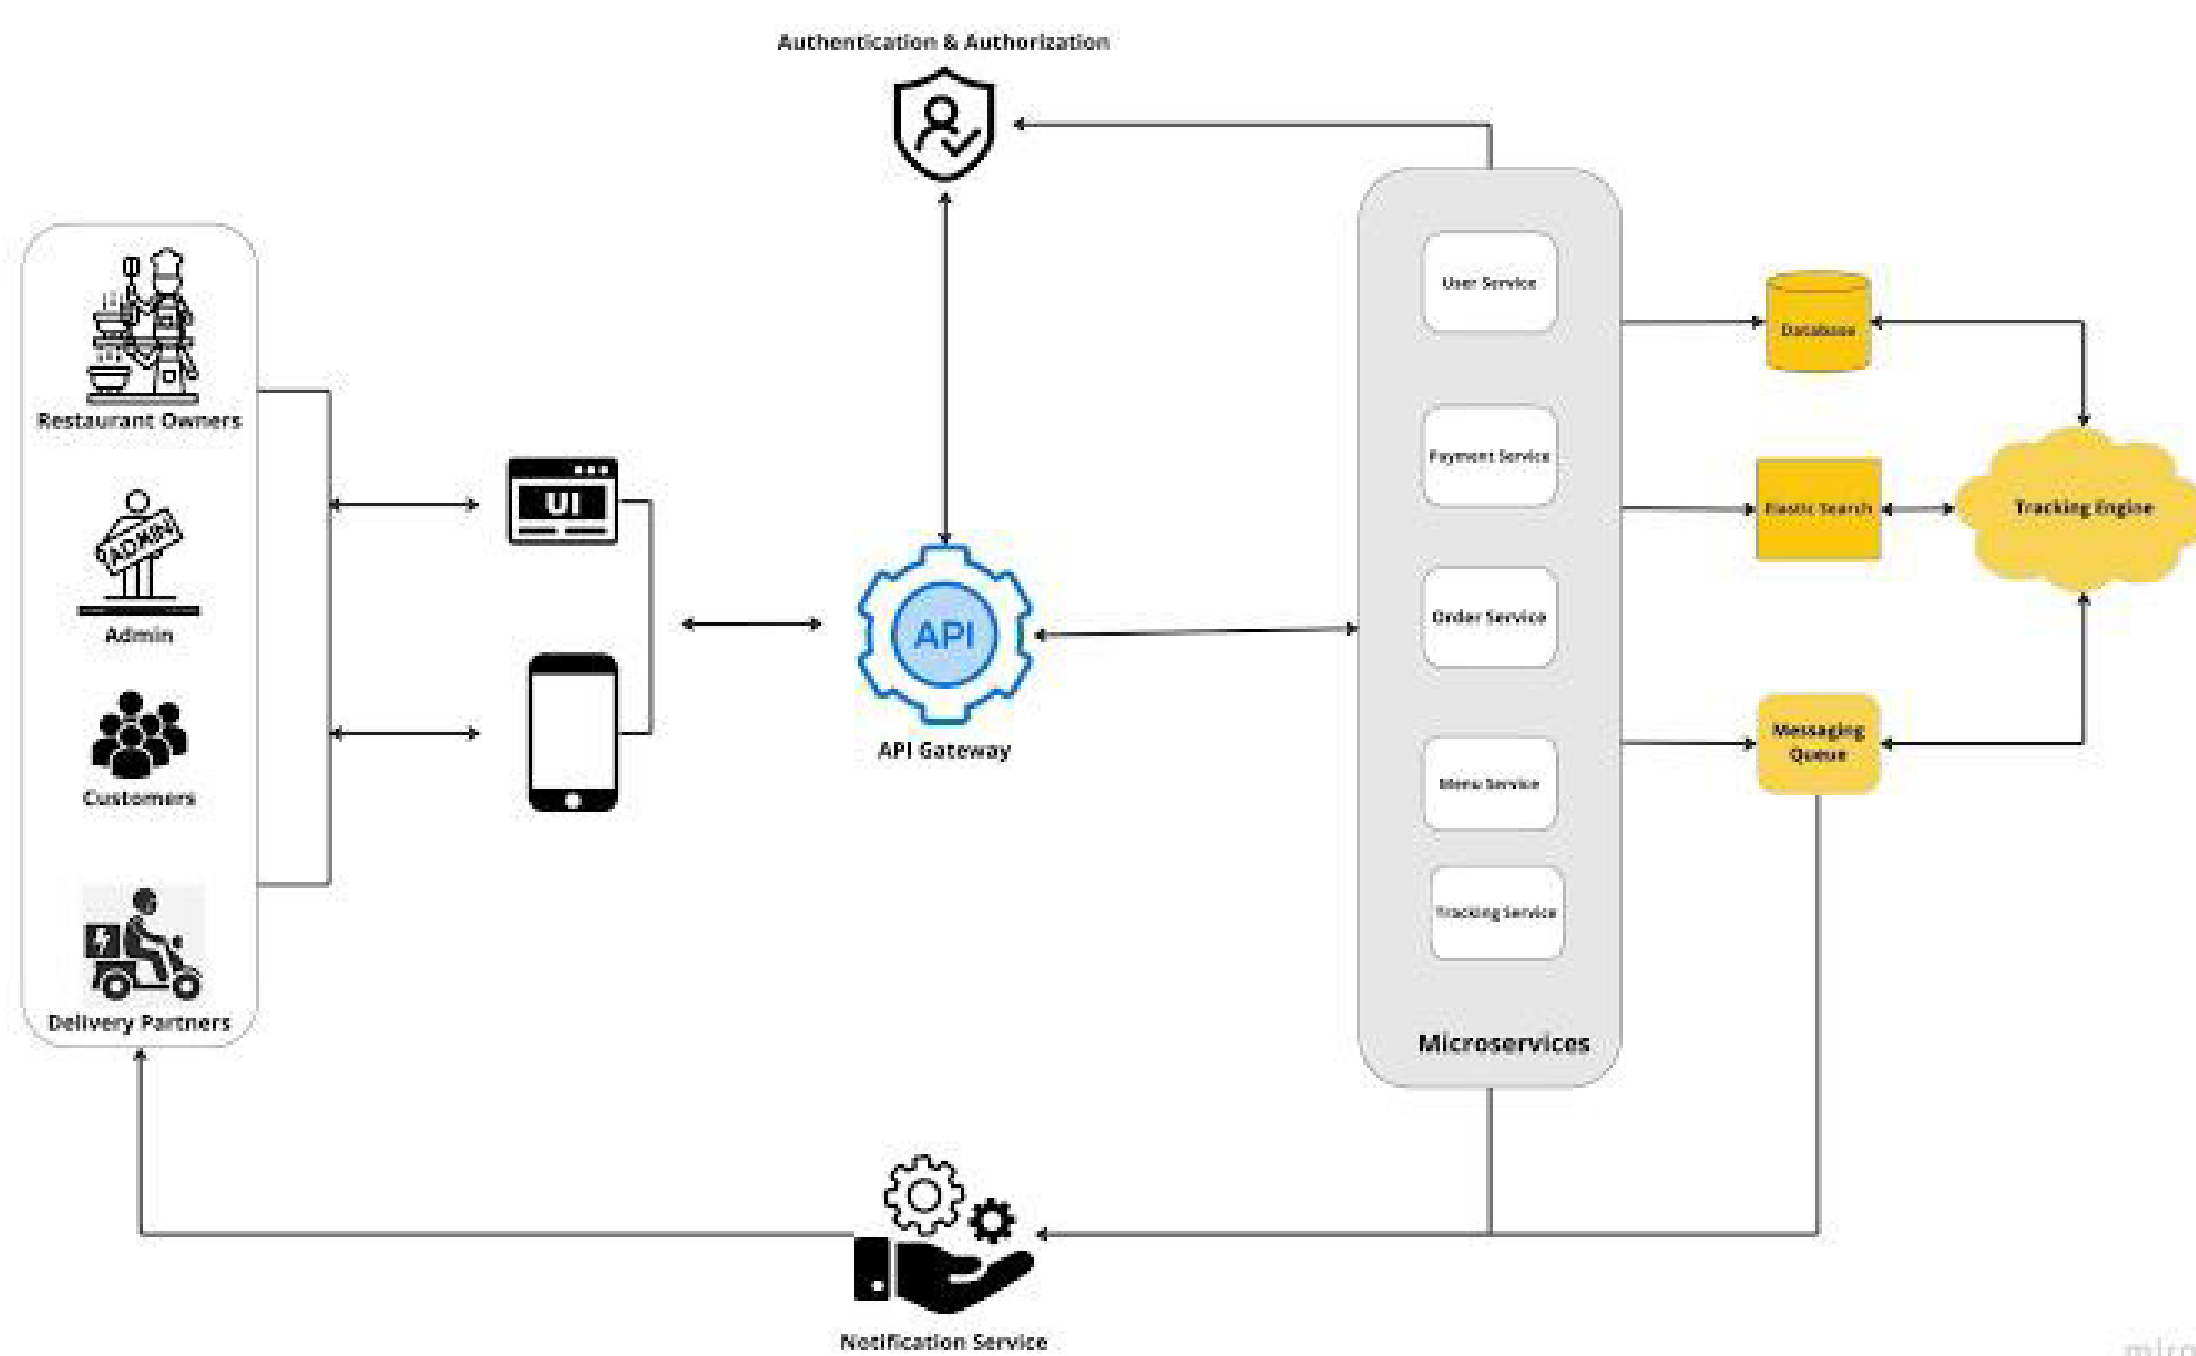 Authentication & Authorization
Restaurant Owners
ADMIN
Admin
Customers
Delivery Partners
UI
API
API Gateway
User Service
Payment Service
Order Service
Menu Service
Tracking Service
Microservices
Database
Elastic Search
Tracking Engine
Messaging
Queue
Notification Service
miro